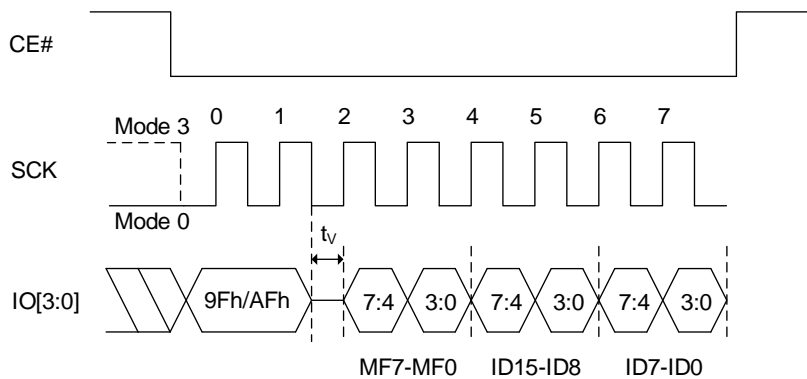 CE#
0 1 2 3 4 5 6 7
Mode 3
SCK
Mode 0
tV
IO[3:0] 9Fh/AFh 7:4 3:0 7:4 3:0 7:4 3:0
MF7-MF0 ID15-ID8 ID7-ID0